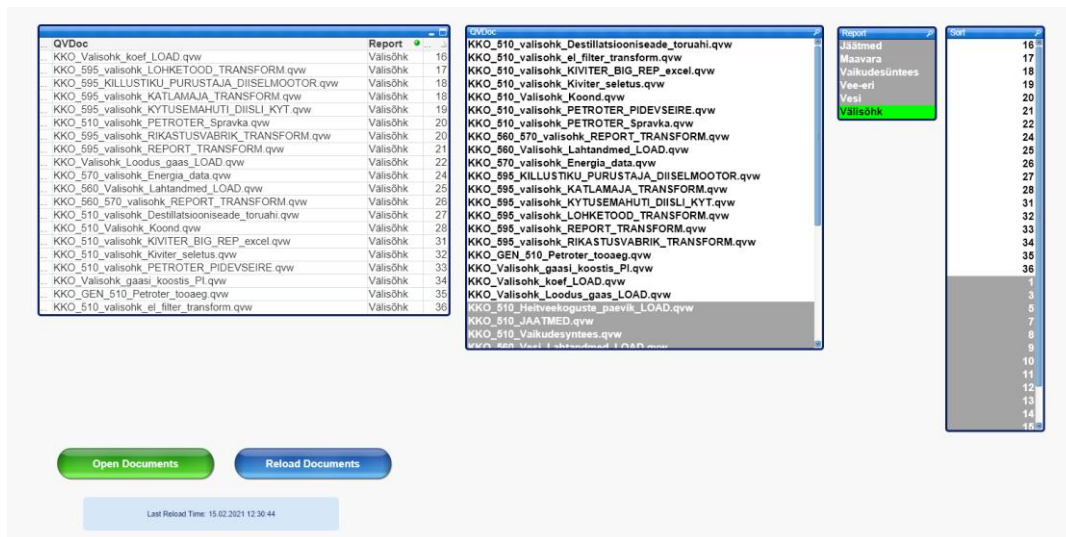 QVDoc Report
KKO_Valisohk_koef_LOAD.qvw Välisõhk 16
KKO_595_valisohk_LOHKETOOD_TRANSFORM.qvw Välisõhk 17
KKO_595_KILLUSTIKU_PURUSTAJA_DIISELMOOTOR.qvw Välisõhk 18
KKO_595_valisohk_KATLAMAJA_TRANSFORM.qvw Välisõhk 18
KKO_595_valisohk_KYTUSEMAHUTI_DIISLI_KYT.qvw Välisõhk 19
KKO_510_valisohk_PETROTER_Spravka.qvw Välisõhk 20
KKO_595_valisohk_RIKASTUSVABRIK_TRANSFORM.qvw Välisõhk 20
KKO_595_valisohk_REPORT_TRANSFORM.qvw Välisõhk 21
KKO_Valisohk_Loodus_gaas_LOAD.qvw Välisõhk 22
KKO_570_valisohk_Energia_data.qvw Välisõhk 24
KKO_560_Valisohk_Lahtandmed_LOAD.qvw Välisõhk 25
KKO_560_570_valisohk_REPORT_TRANSFORM.qvw Välisõhk 26
KKO_510_valisohk_Destillatsiooniseade_toruahi.qvw Välisõhk 27
KKO_510_Valisohk_Koond.qvw Välisõhk 28
KKO_510_valisohk_KIVITER_BIG_REP_excel.qvw Välisõhk 31
KKO_510_valisohk_Kiviter_seletus.qvw Välisõhk 32
KKO_510_valisohk_PETROTER_PIDEVSEIRE.qvw Välisõhk 33
KKO_Valisohk_gaasi_koostis_PI.qvw Välisõhk 34
KKO_GEN_510_Petroter_tooaeg.qvw Välisõhk 35
KKO_510_valisohk_el_filter_transform.qvw Välisõhk 36
QVDoc
KKO_510_valisohk_Destillatsiooniseade_toruahi.qvw
KKO_510_valisohk_el_filter_transform.qvw
KKO_510_valisohk_KIVITER_BIG_REP_excel.qvw
KKO_510_valisohk_Kiviter_seletus.qvw
KKO_510_Valisohk_Koond.qvw
KKO_510_valisohk_PETROTER_PIDEVSEIRE.qvw
KKO_510_valisohk_PETROTER_Spravka.qvw
KKO_560_570_valisohk_REPORT_TRANSFORM.qvw
KKO_560_Valisohk_Lahtandmed_LOAD.qvw
KKO_570_valisohk_Energia_data.qvw
KKO_595_KILLUSTIKU_PURUSTAJA_DIISELMOOTOR.qvw
KKO_595_valisohk_KATLAMAJA_TRANSFORM.qvw
KKO_595_valisohk_KYTUSEMAHUTI_DIISLI_KYT.qvw
KKO_595_valisohk_LOHKETOOD_TRANSFORM.qvw
KKO_595_valisohk_REPORT_TRANSFORM.qvw
KKO_595_valisohk_RIKASTUSVABRIK_TRANSFORM.qvw
KKO_GEN_510_Petroter_tooaeg.qvw
KKO_Valisohk_gaasi_koostis_PI.qvw
KKO_Valisohk_koef_LOAD.qvw
KKO_Valisohk_Loodus_gaas_LOAD.qvw
KKO_510_Heitveekoguste_paevik_LOAD.qvw
KKO_510_JAATMED.qvw
KKO_510_Vaikudesyntees.qvw
KKO_560_Vesi_Lahtandmed_LOAD.qvw
Report
Jäätmed
Maavara
Vaikudesüntees
Vee-eri
Vesi
Välisõhk
Sort
16
17
18
19
20
21
22
24
25
26
27
28
31
32
33
34
35
36
1
3
5
7
8
9
10
11
12
13
14
15
Open Documents
Reload Documents
Last Reload Time: 15.02.2021 12:30:44